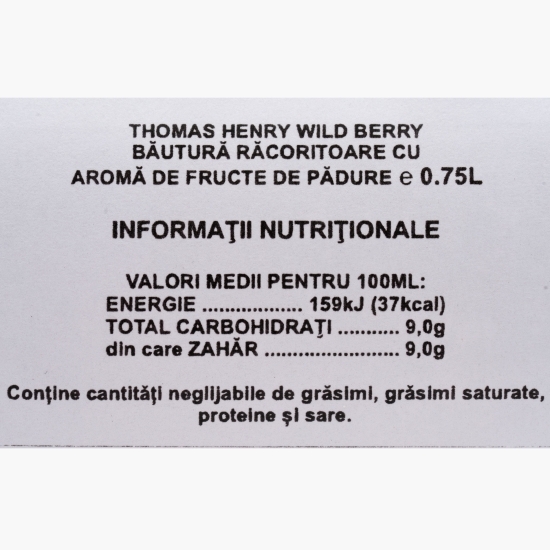 THOMAS HENRY WILD BERRY
BĂUTURĂ RĂCORITOARE CU
AROMĂ DE FRUCTE DE PĂDURE e 0.75L
INFORMAŢII NUTRIŢIONALE
VALORI MEDII PENTRU 100ML:
ENERGIE .................. 159kJ (37kcal)
TOTAL CARBOHIDRAŢI ........... 9,0g
din care ZAHĂR ........................ 9,0g
Conţine cantităţi neglijabile de grăsimi, grăsimi saturate,
proteine şi sare.